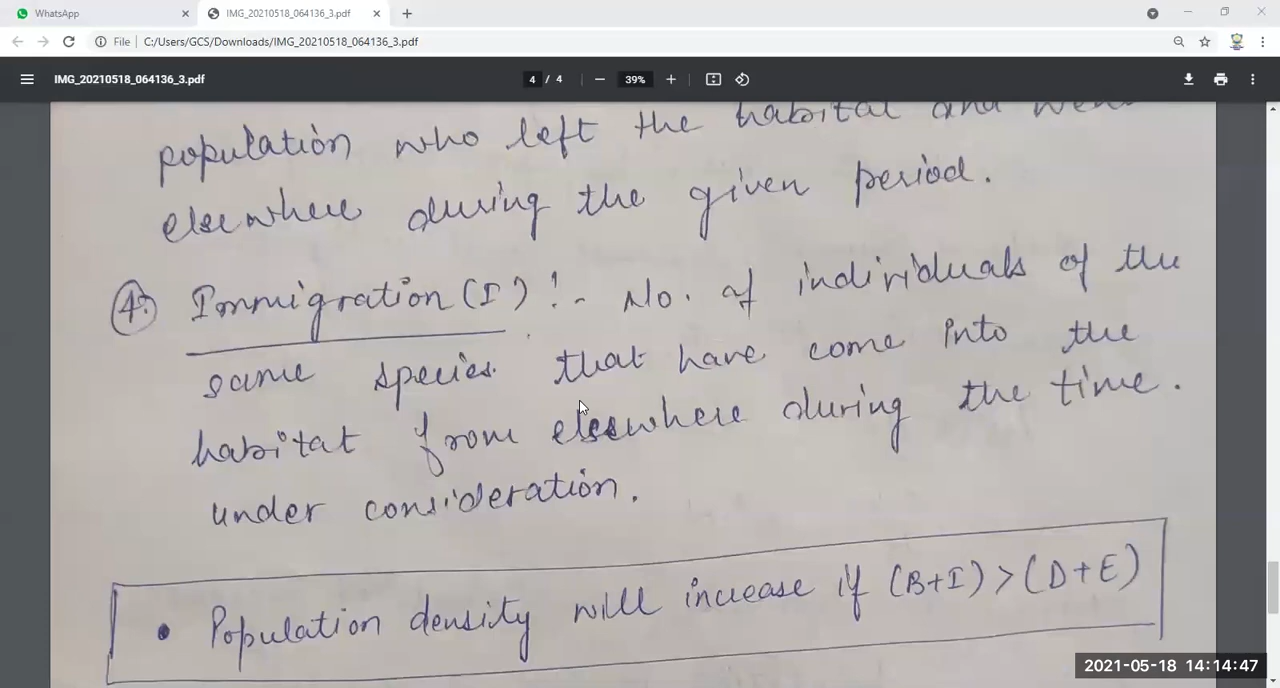 WhatsApp
IMG_20210518_064136_3.pdf
File
C:/Users/GCS/Downloads/IMG_20210518_064136_3.pdf
IMG_20210518_064136_3.pdf
4 / 4
39%
population who left the habital and
elsewhere during the given period.
4. Immigration (I) :- No. of individuals of the
same species that have come into the
habitat from elsewhere during the time.
under consideration.
• Population density will increase if (B+I) > (D+E)
2021-05-18 14:14:47